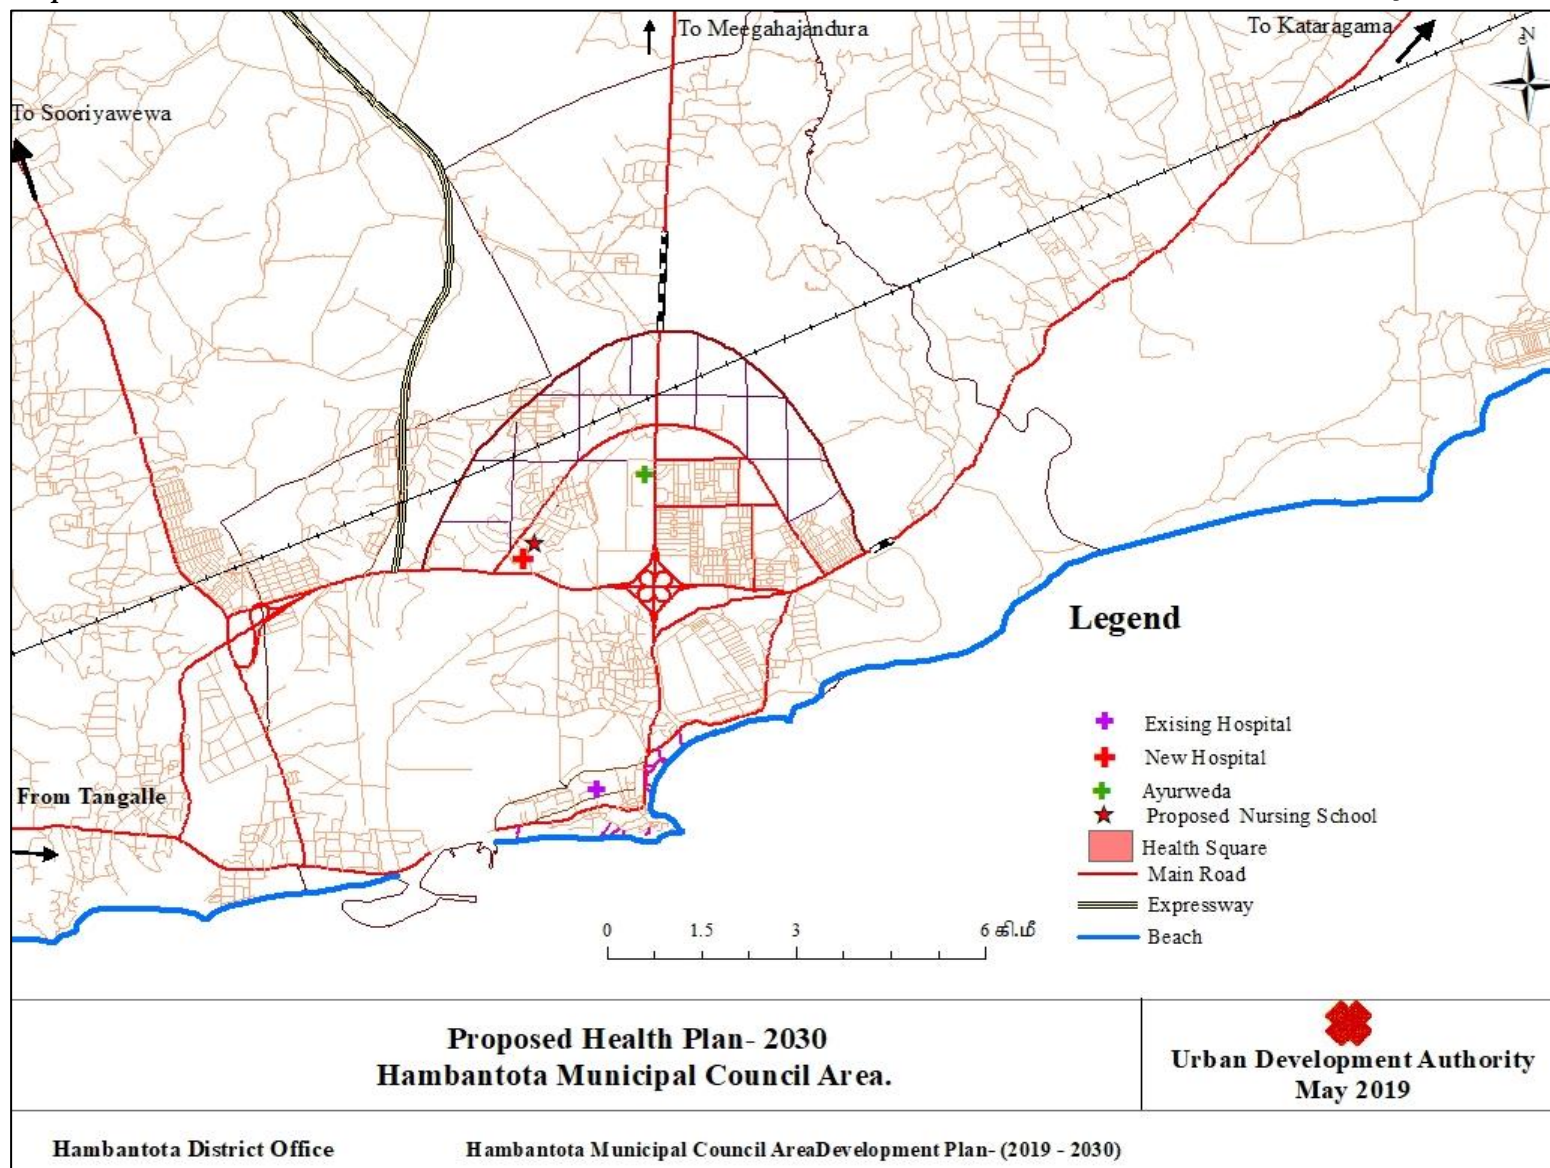 To Meegahajandura
To Kataragama
N
To Sooriyawewa
From Tangalle
Legend
Exising Hospital
New Hospital
Ayurweda
Proposed Nursing School
Health Square
Main Road
Expressway
Beach
0 1.5 3 6 கி.மீ
Proposed Health Plan- 2030
Hambantota Municipal Council Area.
Urban Development Authority
May 2019
Hambantota District Office
Hambantota Municipal Council AreaDevelopment Plan- (2019 - 2030)